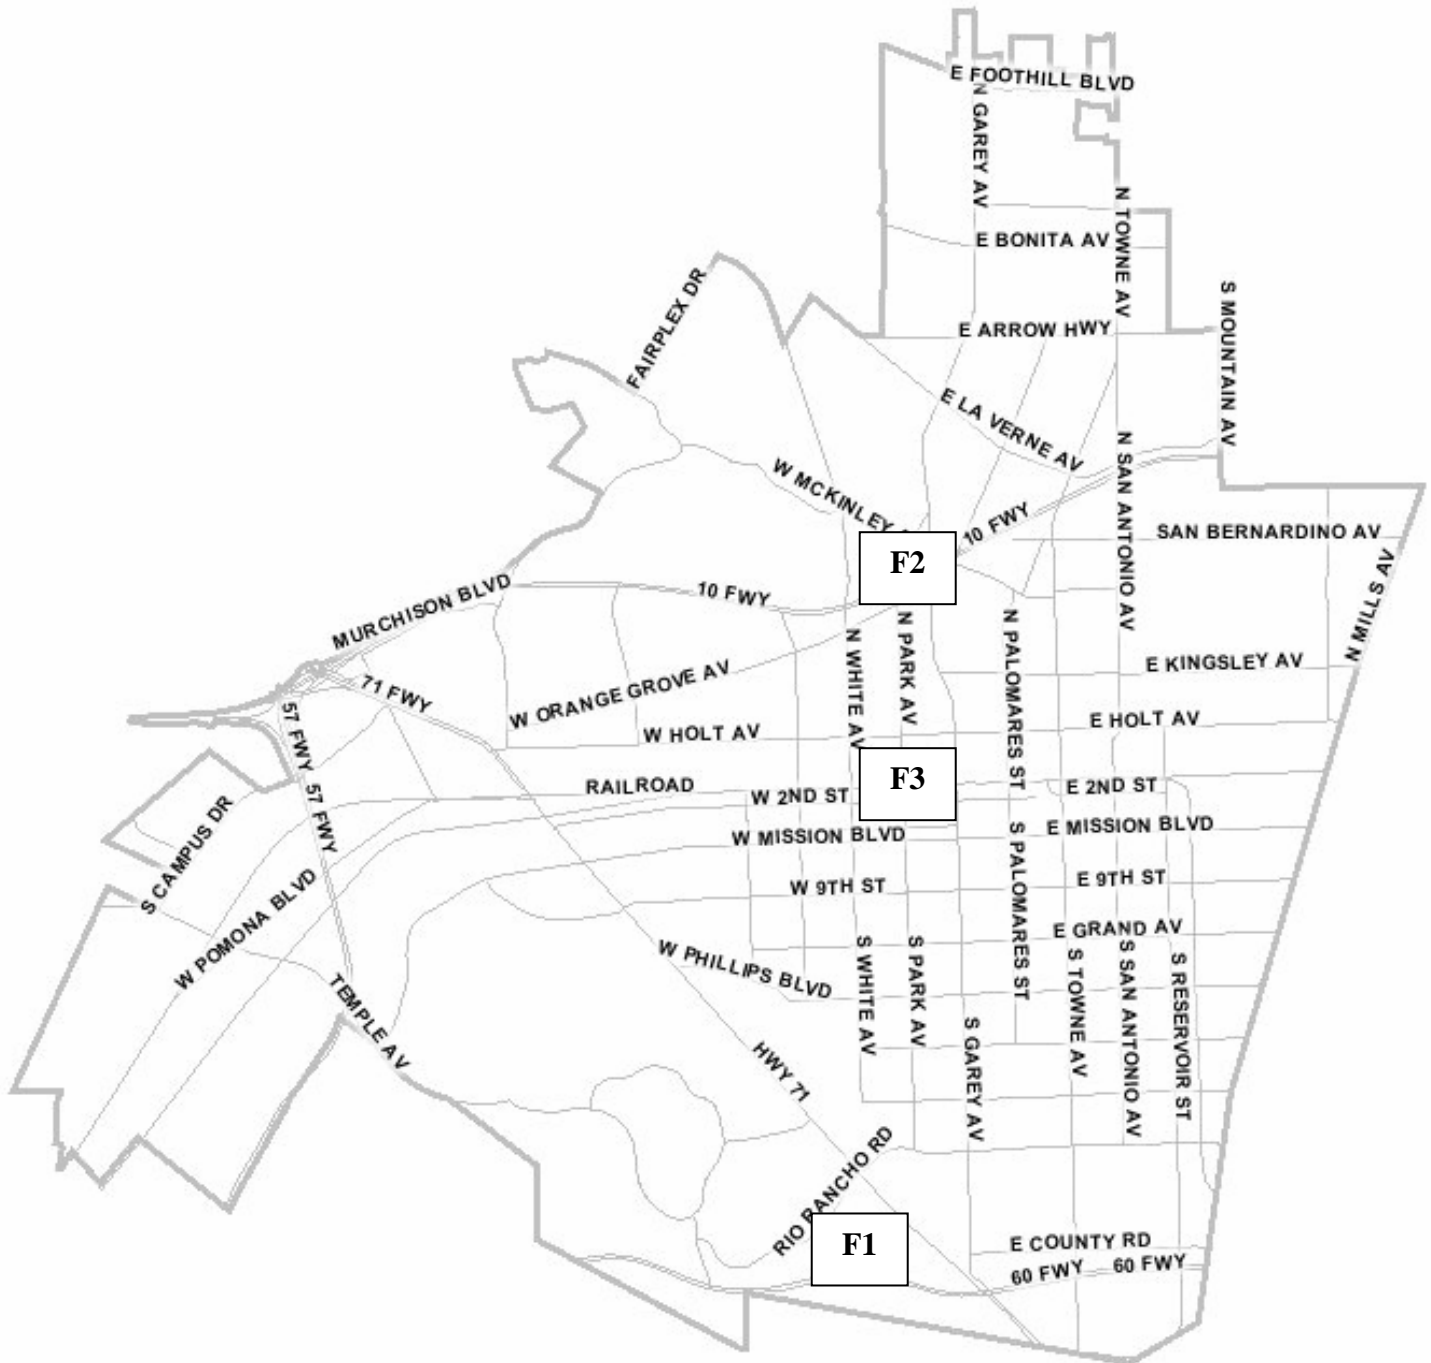 E FOOTHILL BLVD
N GAREY AV
N TOWNE AV
E BONITA AV
S MOUNTAIN AV
FAIRPLEX DR
E ARROW HWY
E LA VERNE AV
N SAN ANTONIO AV
W MCKINLEY
10 FWY
SAN BERNARDINO AV
F2
N MILLS AV
MURCHISON BLVD
10 FWY
N WHITE AV
N PARK AV
N PALOMARES ST
E KINGSLEY AV
71 FWY
W ORANGE GROVE AV
57 FWY
W HOLT AV
E HOLT AV
F3
RAILROAD
W 2ND ST
E 2ND ST
57 FWY
S CAMPUS DR
W MISSION BLVD
E MISSION BLVD
S PALOMARES ST
W POMONA BLVD
W 9TH ST
E 9TH ST
E GRAND AV
W PHILLIPS BLVD
S WHITE AV
S PARK AV
S TOWNE AV
S SAN ANTONIO AV
S RESERVOIR ST
TEMPLE AV
S GAREY AV
HWY 71
RIO RANCHO RD
F1
E COUNTY RD
60 FWY
60 FWY